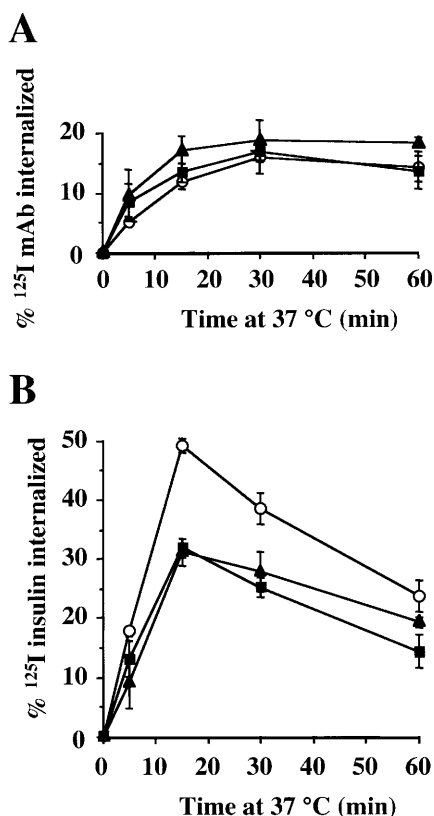 A
% ¹²⁵I mAb internalized
20
10
0
0 10 20 30 40 50 60
Time at 37 °C (min)
B
% ¹²⁵I insulin internalized
50
40
30
20
10
0
0 10 20 30 40 50 60
Time at 37 °C (min)